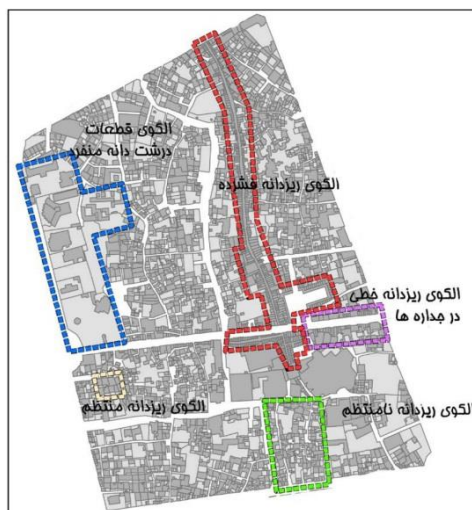 الگوی قطعات
درشت دانه منفرد
الگوی ریزدانه فشرده
الگوی ریزدانه خطی
در جداره ها
الگوی ریزدانه منتظم
الگوی ریزدانه نامنتظم